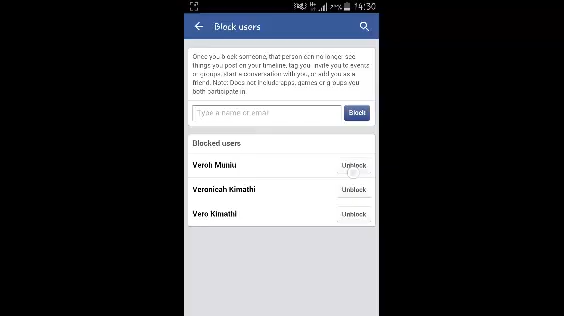 14:30
Block users
Once you block someone, that person can no longer see
things you post on your timeline, tag you, invite you to events
or groups, start a conversation with you, or add you as a
friend. Note: Does not include apps, games or groups you
both participate in.
Type a name or email
Block
Blocked users
Veroh Muniu
Unblock
Veronicah Kimathi
Unblock
Vero Kimathi
Unblock